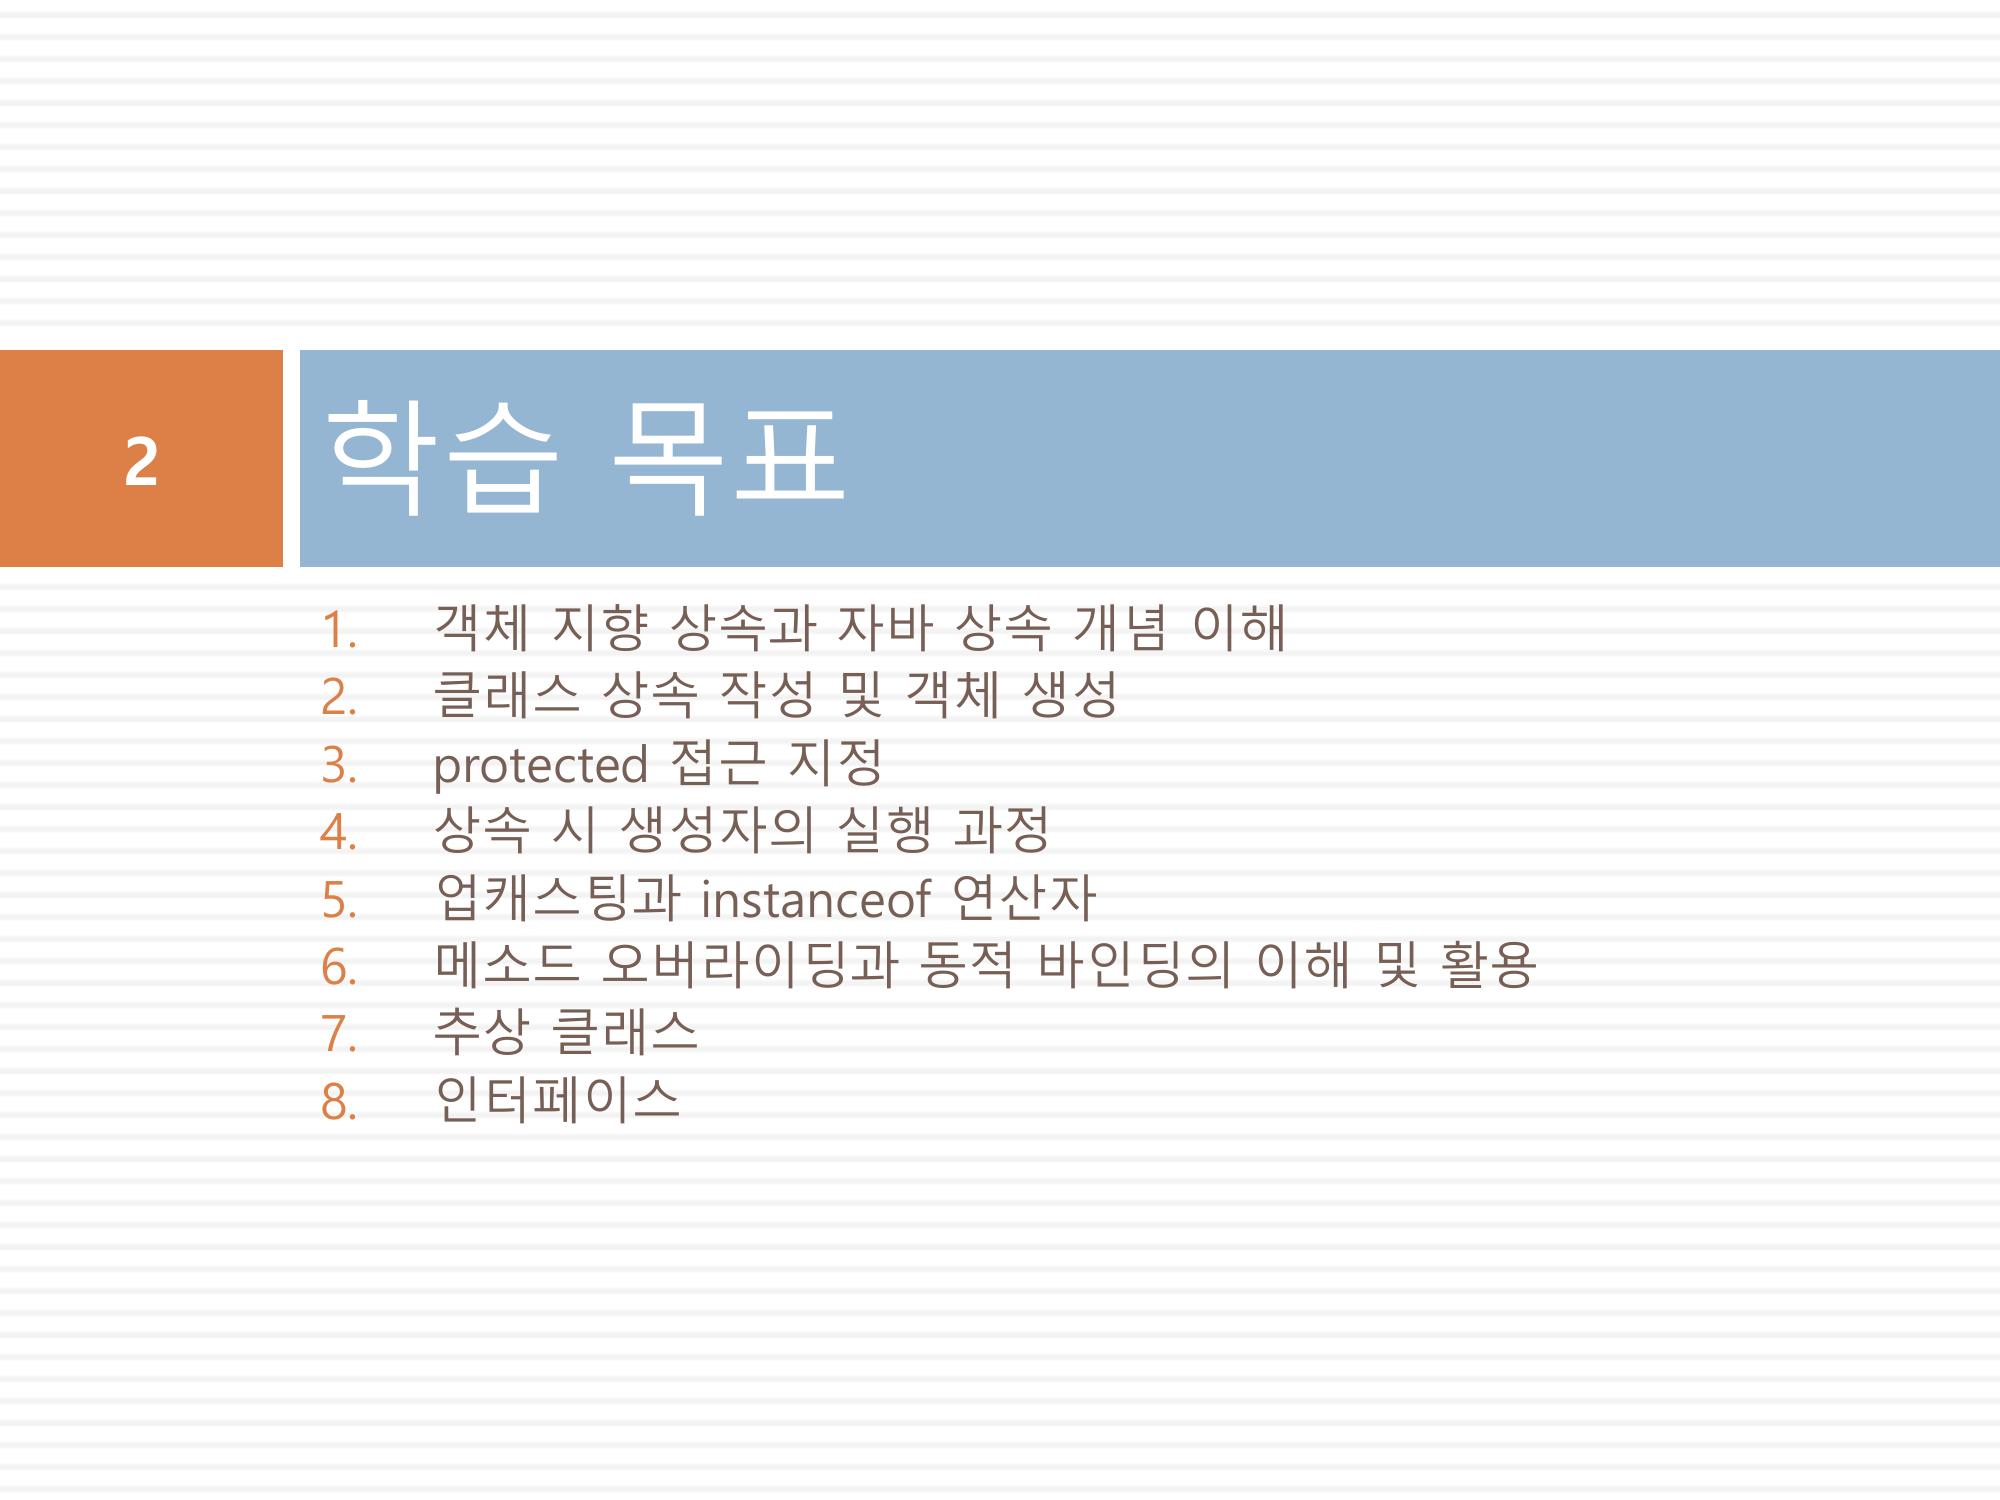 2
학습 목표
1. 객체 지향 상속과 자바 상속 개념 이해
2. 클래스 상속 작성 및 객체 생성
3. protected 접근 지정
4. 상속 시 생성자의 실행 과정
5. 업캐스팅과 instanceof 연산자
6. 메소드 오버라이딩과 동적 바인딩의 이해 및 활용
7. 추상 클래스
8. 인터페이스